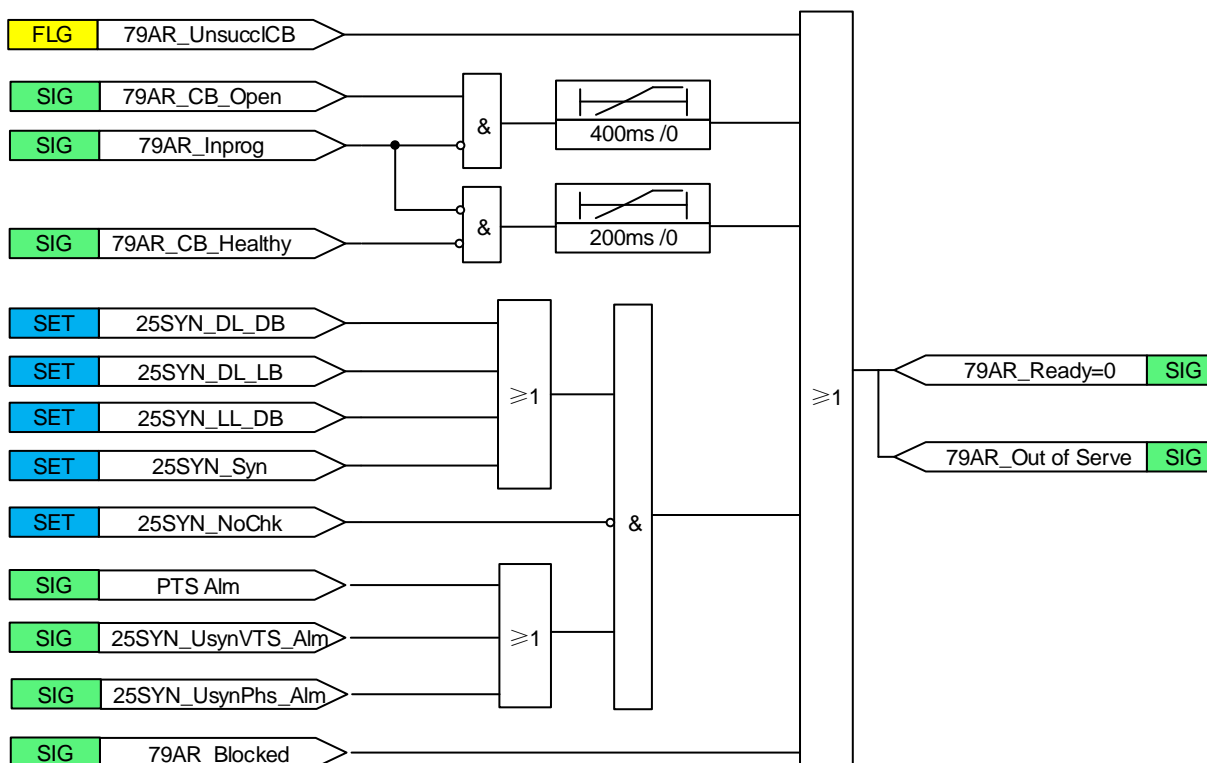 FLG 79AR_UnsucclCB
SIG 79AR_CB_Open
&
400ms /0
SIG 79AR_Inprog
&
200ms /0
SIG 79AR_CB_Healthy
SET 25SYN_DL_DB
SET 25SYN_DL_LB
79AR_Ready=0 SIG
≥1
≥1
SET 25SYN_LL_DB
SET 25SYN_Syn
79AR_Out of Serve SIG
SET 25SYN_NoChk
&
SIG PTS Alm
SIG 25SYN_UsynVTS_Alm
≥1
SIG 25SYN_UsynPhs_Alm
SIG 79AR_Blocked